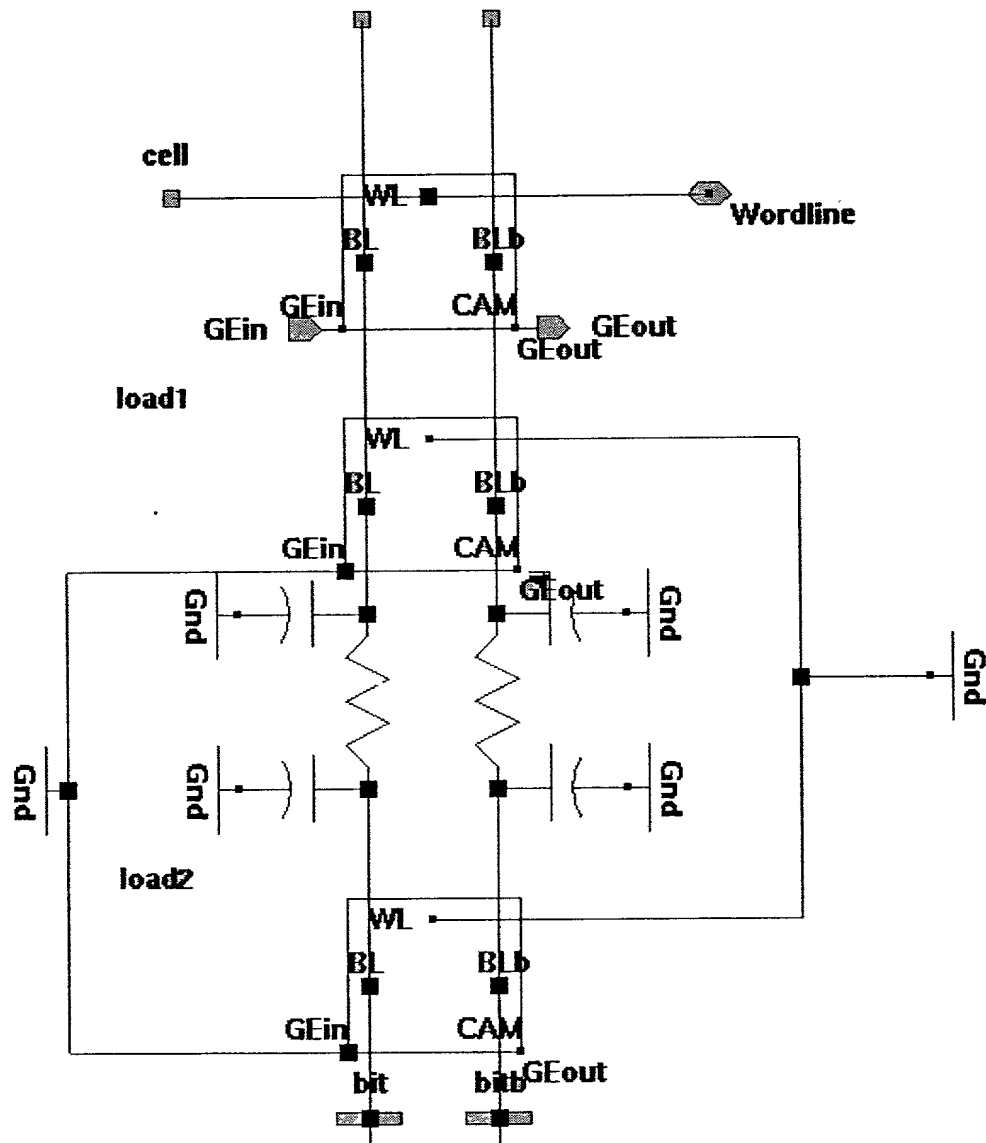 cell
WL
Wordline
BL
BLb
GEin
CAM
GEin
GEout
GEout
load1
WL
BL
BLb
GEin
CAM
GEout
Gnd
Gnd
Gnd
Gnd
Gnd
Gnd
load2
WL
BL
BLb
GEin
CAM
GEout
bit
bitb